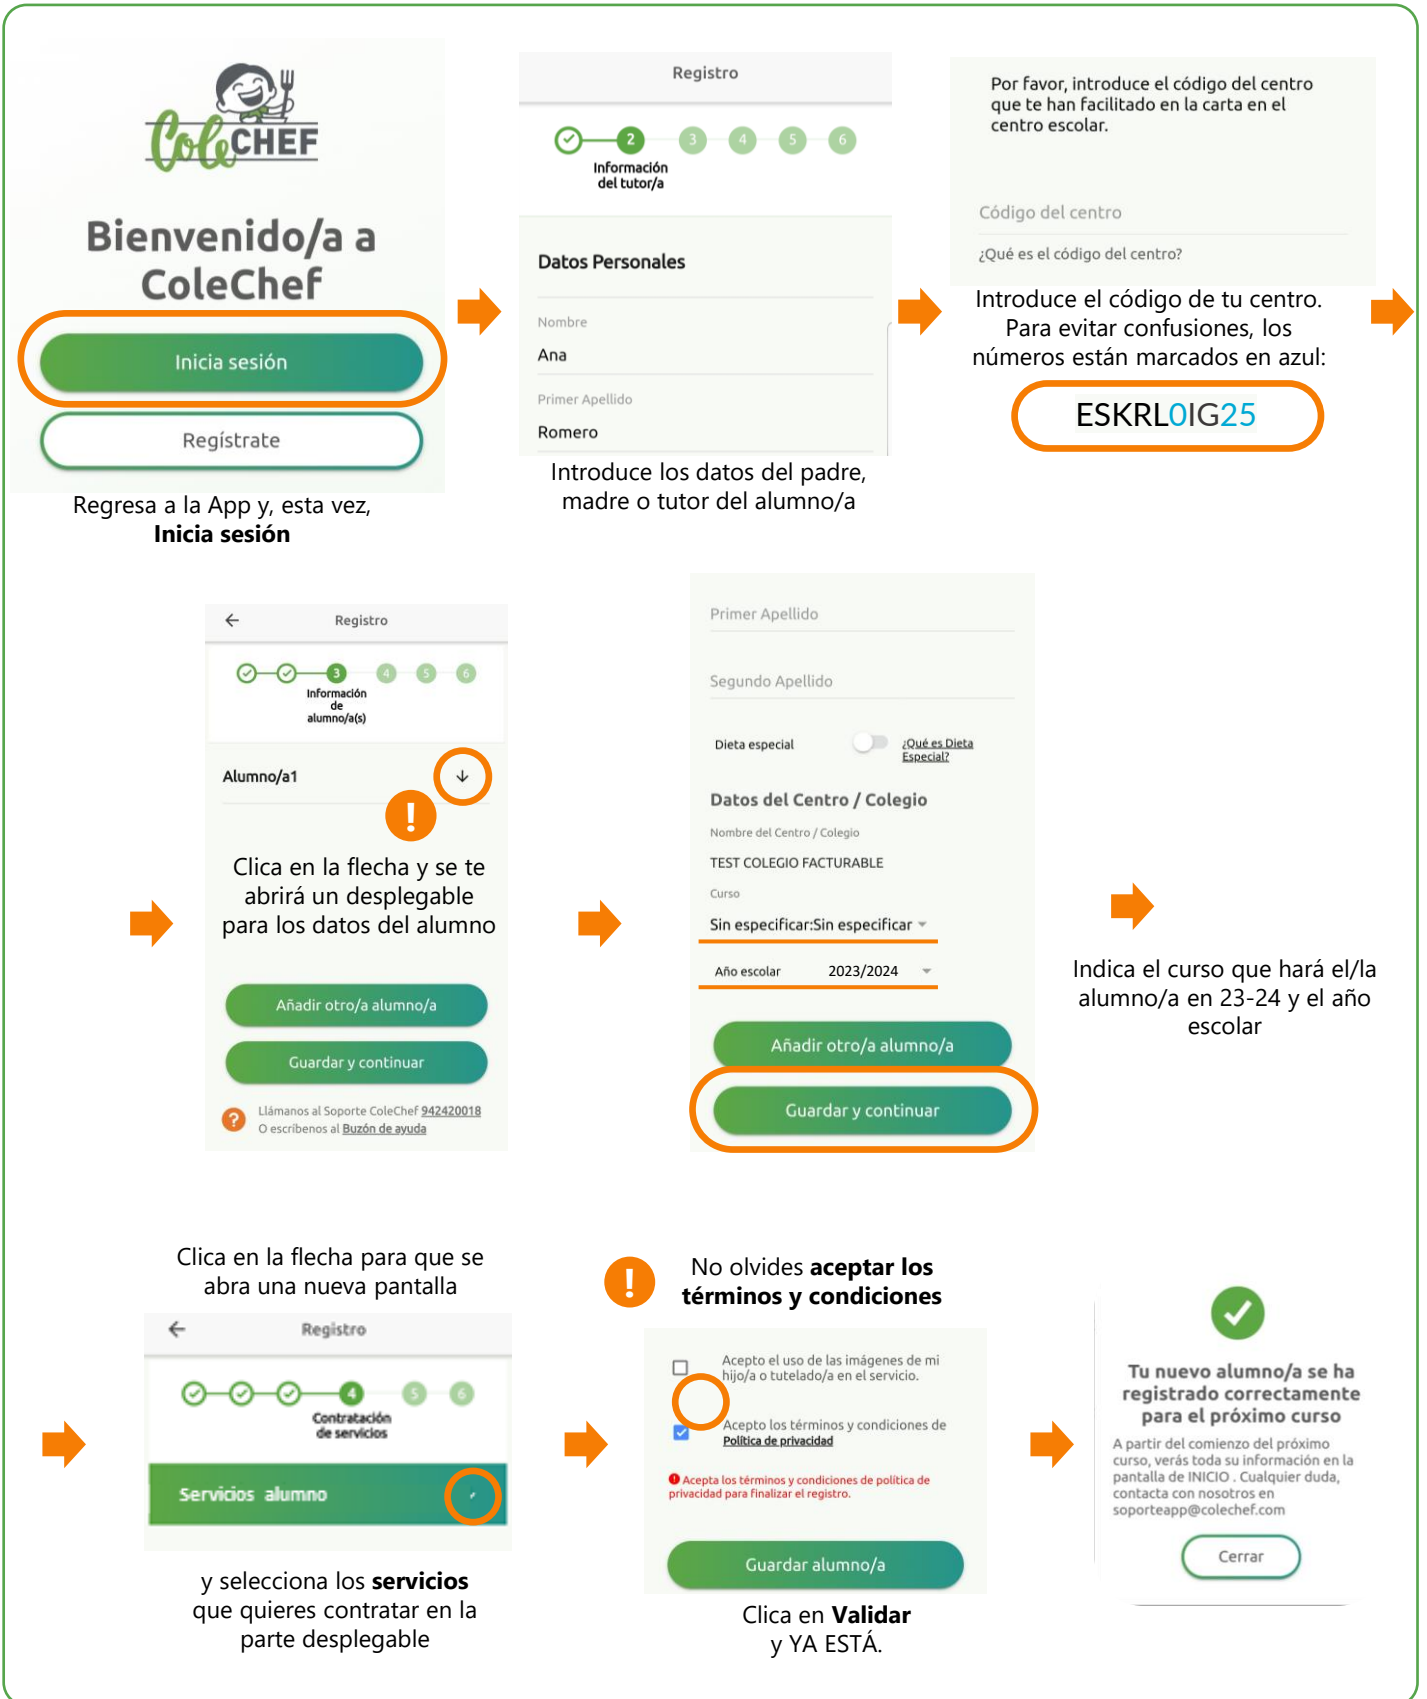 ColeCHEF
Bienvenido/a a
ColeChef
Inicia sesión
Regístrate
Regresa a la App y, esta vez,
Inicia sesión
Registro
2 3 4 5 6
Información
del tutor/a
Datos Personales
Nombre
Ana
Primer Apellido
Romero
Introduce los datos del padre,
madre o tutor del alumno/a
Por favor, introduce el código del centro
que te han facilitado en la carta en el
centro escolar.
Código del centro
¿Qué es el código del centro?
Introduce el código de tu centro.
Para evitar confusiones, los
números están marcados en azul:
ESKRL0IG25
Registro
3 4 5 6
Información
de
alumno/a(s)
Alumno/a1
!
Clica en la flecha y se te
abrirá un desplegable
para los datos del alumno
Añadir otro/a alumno/a
Guardar y continuar
?
Llámanos al Soporte ColeChef 942420018
O escríbenos al Buzón de ayuda
Primer Apellido
Segundo Apellido
Dieta especial
¿Qué es Dieta
Especial?
Datos del Centro / Colegio
Nombre del Centro / Colegio
TEST COLEGIO FACTURABLE
Curso
Sin especificar:Sin especificar
Año escolar 2023/2024
Añadir otro/a alumno/a
Guardar y continuar
Indica el curso que hará el/la
alumno/a en 23-24 y el año
escolar
Clica en la flecha para que se
abra una nueva pantalla
Registro
4 5 6
Contratación
de servicios
Servicios alumno
y selecciona los servicios
que quieres contratar en la
parte desplegable
!
No olvides aceptar los
términos y condiciones
Acepto el uso de las imágenes de mi
hijo/a o tutelado/a en el servicio.
Acepto los términos y condiciones de
Política de privacidad
! Acepta los términos y condiciones de política de
privacidad para finalizar el registro.
Guardar alumno/a
Clica en Validar
y YA ESTÁ.
Tu nuevo alumno/a se ha
registrado correctamente
para el próximo curso
A partir del comienzo del próximo
curso, verás toda su información en la
pantalla de INICIO . Cualquier duda,
contacta con nosotros en
soporteapp@colechef.com
Cerrar